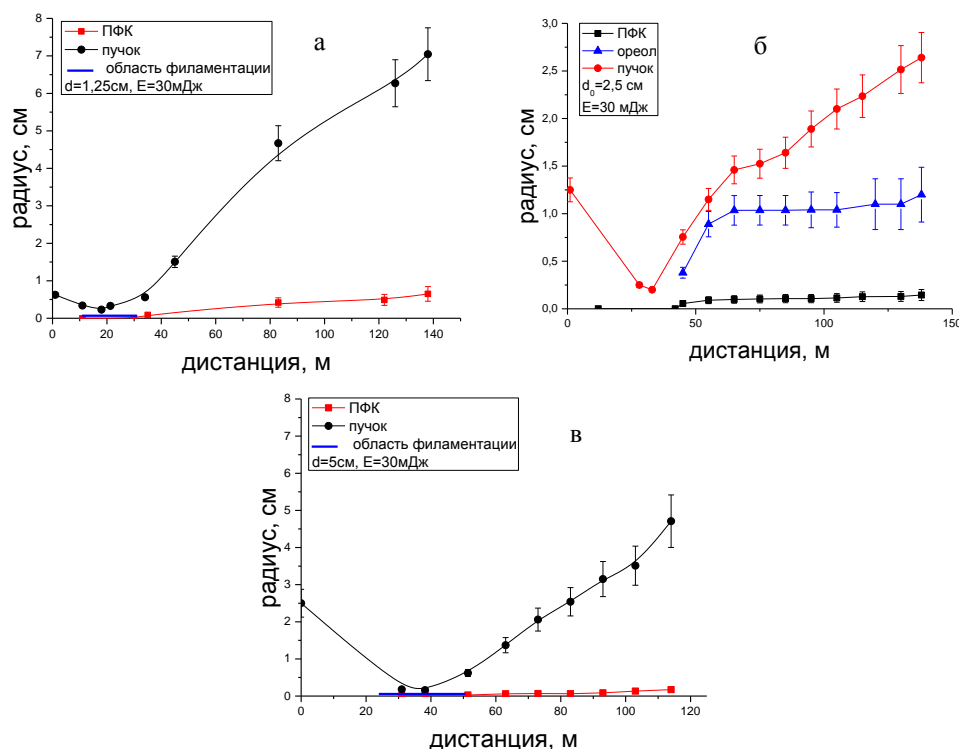 а
ПФК
пучок
область филаментации
d=1,25см, E=30мДж
радиус, см
8
7
6
5
4
3
2
1
0
0 20 40 60 80 100 120 140 160
дистанция, м
б
ПФК
ореол
пучок
d0=2,5 см
E=30 мДж
радиус, см
3,0
2,5
2,0
1,5
1,0
0,5
0,0
0 50 100 150
дистанция, м
в
ПФК
пучок
область филаментации
d=5см, E=30мДж
радиус, см
8
7
6
5
4
3
2
1
0
0 20 40 60 80 100 120
дистанция, м